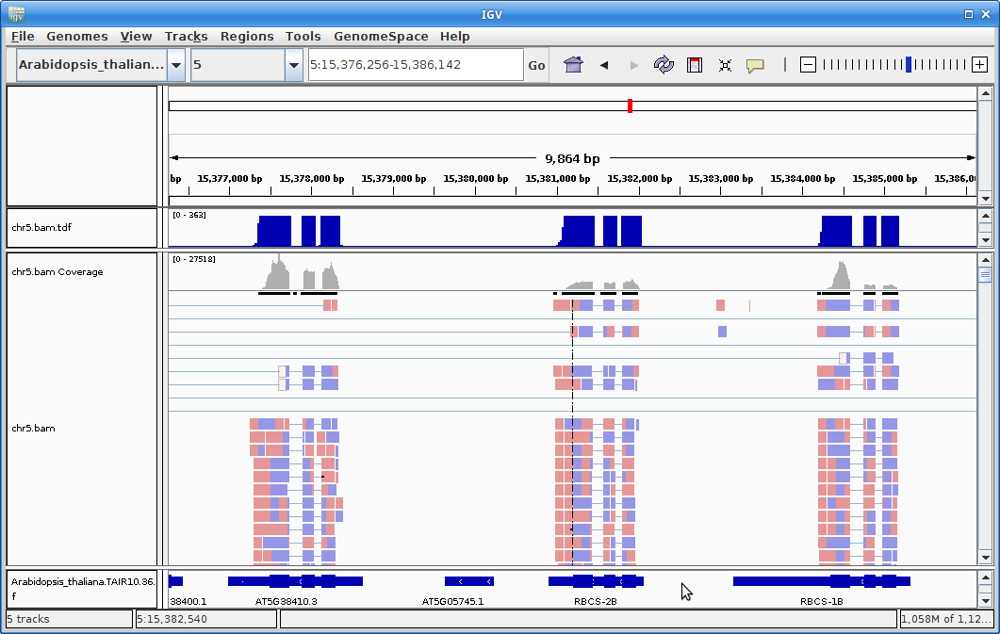 IGV
File Genomes View Tracks Regions Tools GenomeSpace Help
Arabidopsis_thalian... 5 5:15,376,256-15,386,142 Go
9,864 bp
bp 15,377,000 bp 15,378,000 bp 15,379,000 bp 15,380,000 bp 15,381,000 bp 15,382,000 bp 15,383,000 bp 15,384,000 bp 15,385,000 bp 15,386,0
[0 - 363]
chr5.bam.tdf
[0 - 27518]
chr5.bam Coverage
chr5.bam
Arabidopsis_thaliana.TAIR10.36.
f
38400.1 AT5G38410.3 AT5G05745.1 RBCS-2B RBCS-1B
5 tracks 5:15,382,540 1,058M of 1,12...